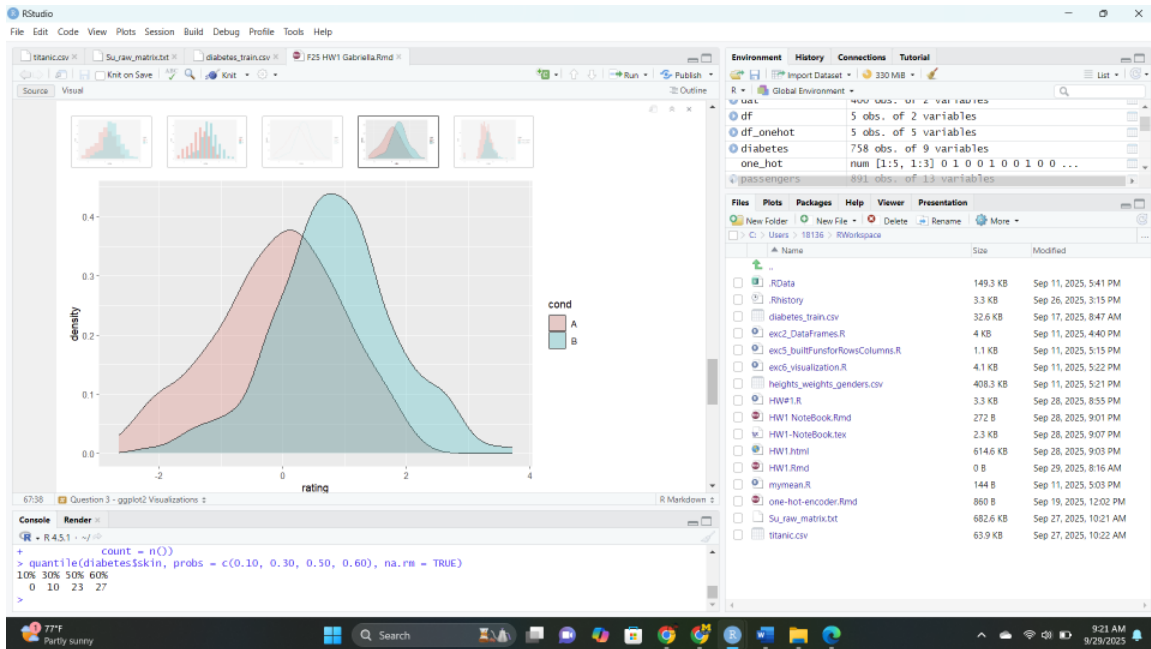 RStudio
File Edit Code View Plots Session Build Debug Profile Tools Help
titanic.csv Su_raw_matrix.txt diabetes_train.csv F25 HW1 Gabriella.Rmd
Knit on Save Knit Run Publish
Source Visual Outline
density
0.4
0.3
0.2
0.1
0.0
-2 0 2 4
rating
cond
A
B
67:38 Question 3 - ggplot2 Visualizations R Markdown
Console Render
R 4.5.1 · ~/
+ count = n())
> quantile(diabetes$skin, probs = c(0.10, 0.30, 0.50, 0.60), na.rm = TRUE)
10% 30% 50% 60%
0 10 23 27
>
Environment History Connections Tutorial
Import Dataset 330 MiB List
R Global Environment
dat 400 obs. of 2 variables
df 5 obs. of 2 variables
df_onehot 5 obs. of 5 variables
diabetes 758 obs. of 9 variables
one_hot num [1:5, 1:3] 0 1 0 0 1 0 0 1 0 0 ...
passengers 891 obs. of 13 variables
Files Plots Packages Help Viewer Presentation
New Folder New File Delete Rename More
C: Users 18136 RWorkspace
Name Size Modified
..
.RData 149.3 KB Sep 11, 2025, 5:41 PM
.Rhistory 3.3 KB Sep 26, 2025, 3:15 PM
diabetes_train.csv 32.6 KB Sep 17, 2025, 8:47 AM
exc2_DataFrames.R 4 KB Sep 11, 2025, 4:40 PM
exc5_builtFunsforRowsColumns.R 1.1 KB Sep 11, 2025, 5:15 PM
exc6_visualization.R 4.1 KB Sep 11, 2025, 5:22 PM
heights_weights_genders.csv 408.3 KB Sep 11, 2025, 5:21 PM
HW#1.R 3.3 KB Sep 28, 2025, 8:55 PM
HW1 NoteBook.Rmd 272 B Sep 28, 2025, 9:01 PM
HW1-NoteBook.tex 2.3 KB Sep 28, 2025, 9:07 PM
HW1.html 614.6 KB Sep 28, 2025, 9:03 PM
HW1.Rmd 0 B Sep 29, 2025, 8:16 AM
mymean.R 144 B Sep 11, 2025, 5:03 PM
one-hot-encoder.Rmd 860 B Sep 19, 2025, 12:02 PM
Su_raw_matrix.txt 682.6 KB Sep 27, 2025, 10:21 AM
titanic.csv 63.9 KB Sep 27, 2025, 10:22 AM
77°F
Partly sunny
Search
9:21 AM
9/29/2025